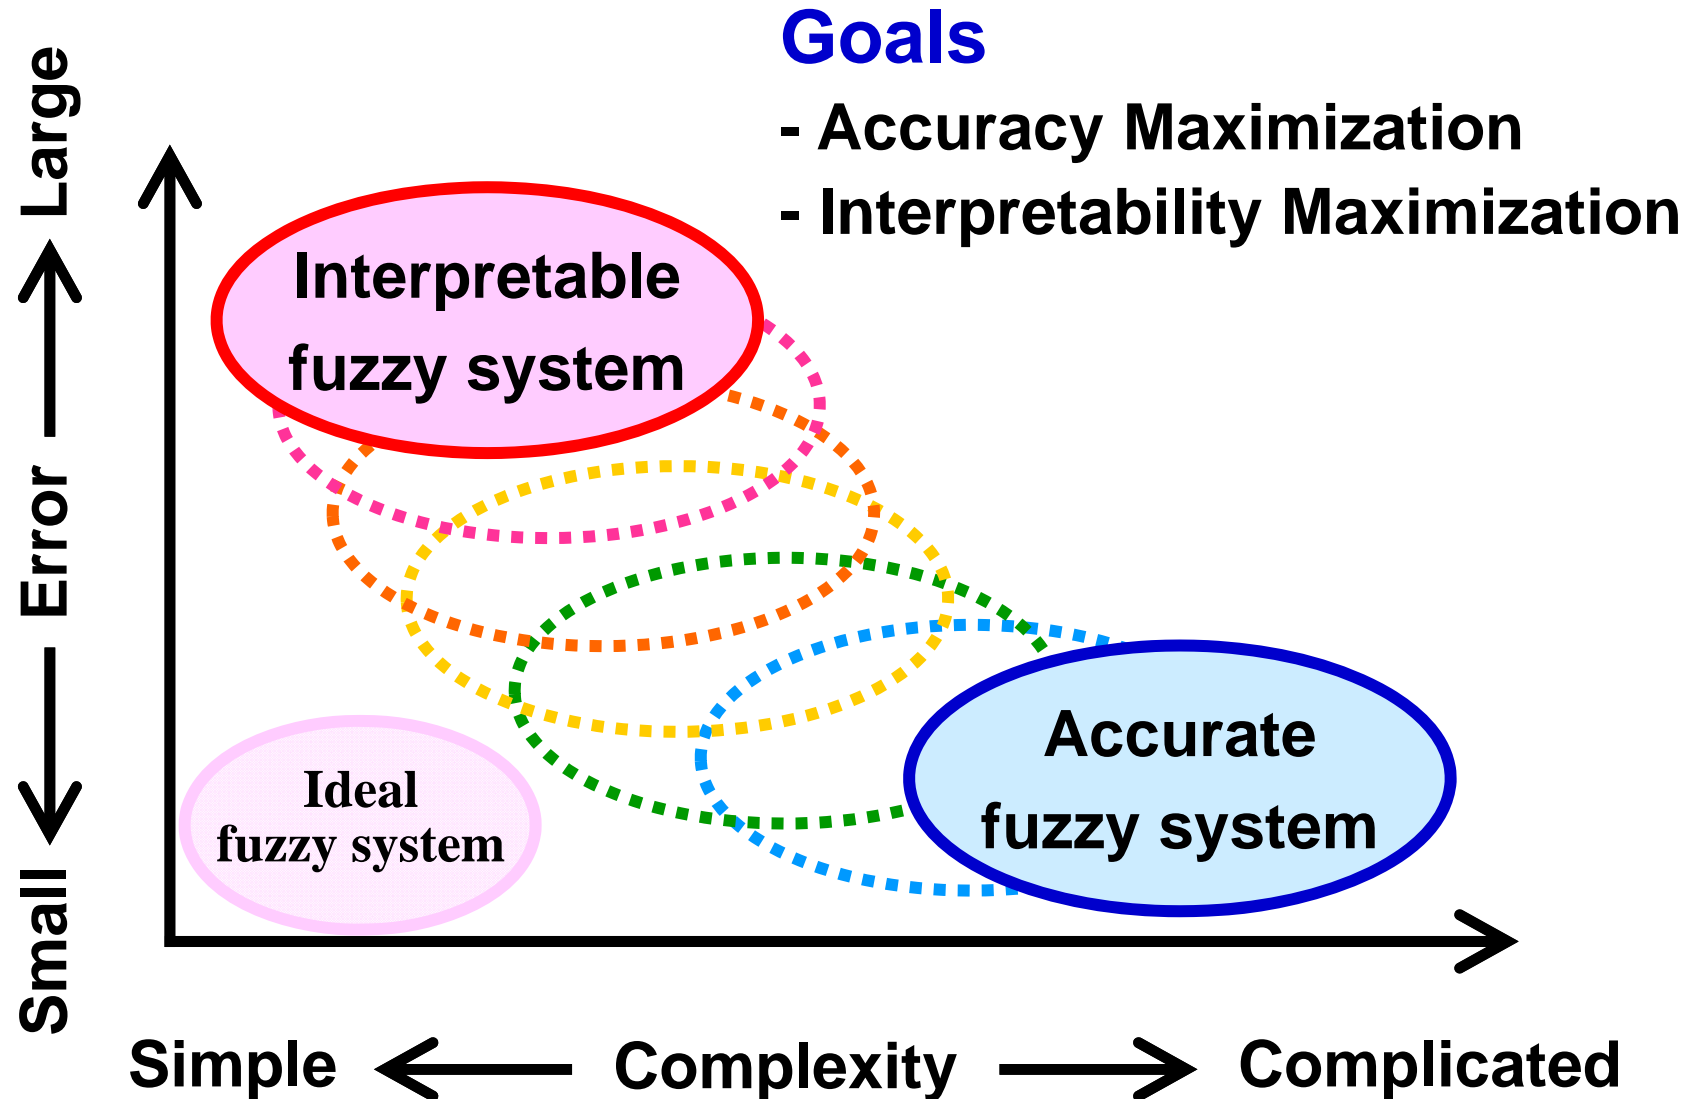 Goals
- Accuracy Maximization
- Interpretability Maximization
Large
Error
Small
Interpretable
fuzzy system
Accurate
fuzzy system
Ideal
fuzzy system
Simple
Complexity
Complicated